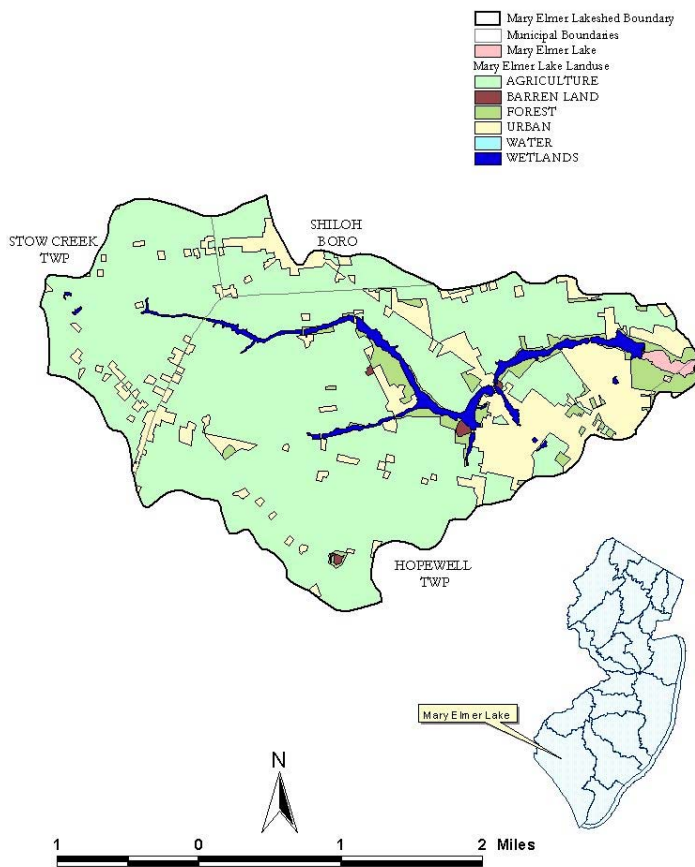 Mary Elmer Lakeshed Boundary
Municipal Boundaries
Mary Elmer Lake
Mary Elmer Lake Landuse
AGRICULTURE
BARREN LAND
FOREST
URBAN
WATER
WETLANDS
STOW CREEK
TWP
SHILOH
BORO
HOPEWELL
TWP
Mary Elmer Lake
N
1 0 1 2 Miles